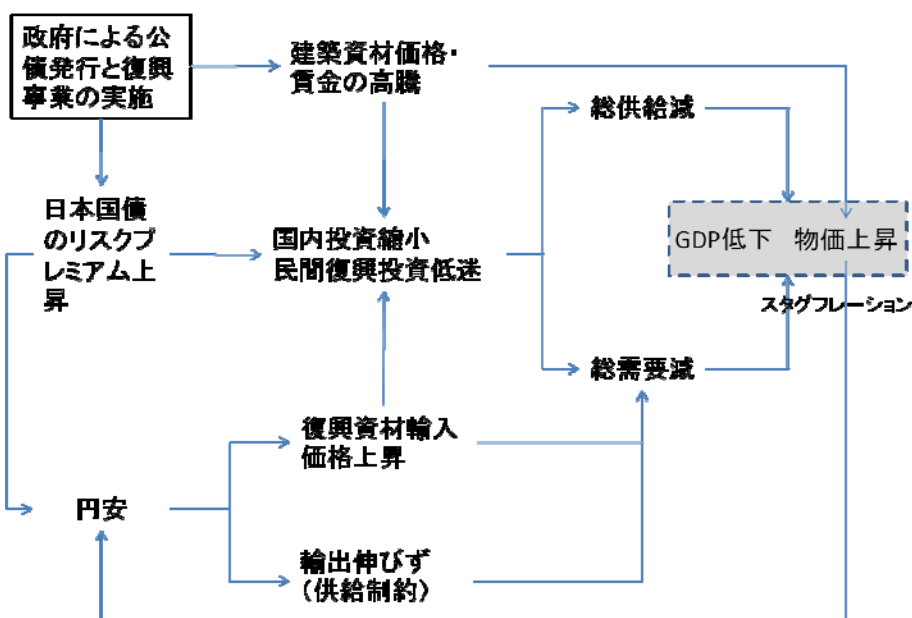 政府による公
債発行と復興
事業の実施
建築資材価格・
賃金の高騰
総供給減
日本国債
のリスクプ
レミアム上
昇
国内投資縮小
民間復興投資低迷
GDP低下 物価上昇
スタグフレーション
総需要減
復興資材輸入
価格上昇
円安
輸出伸びず
（供給制約）